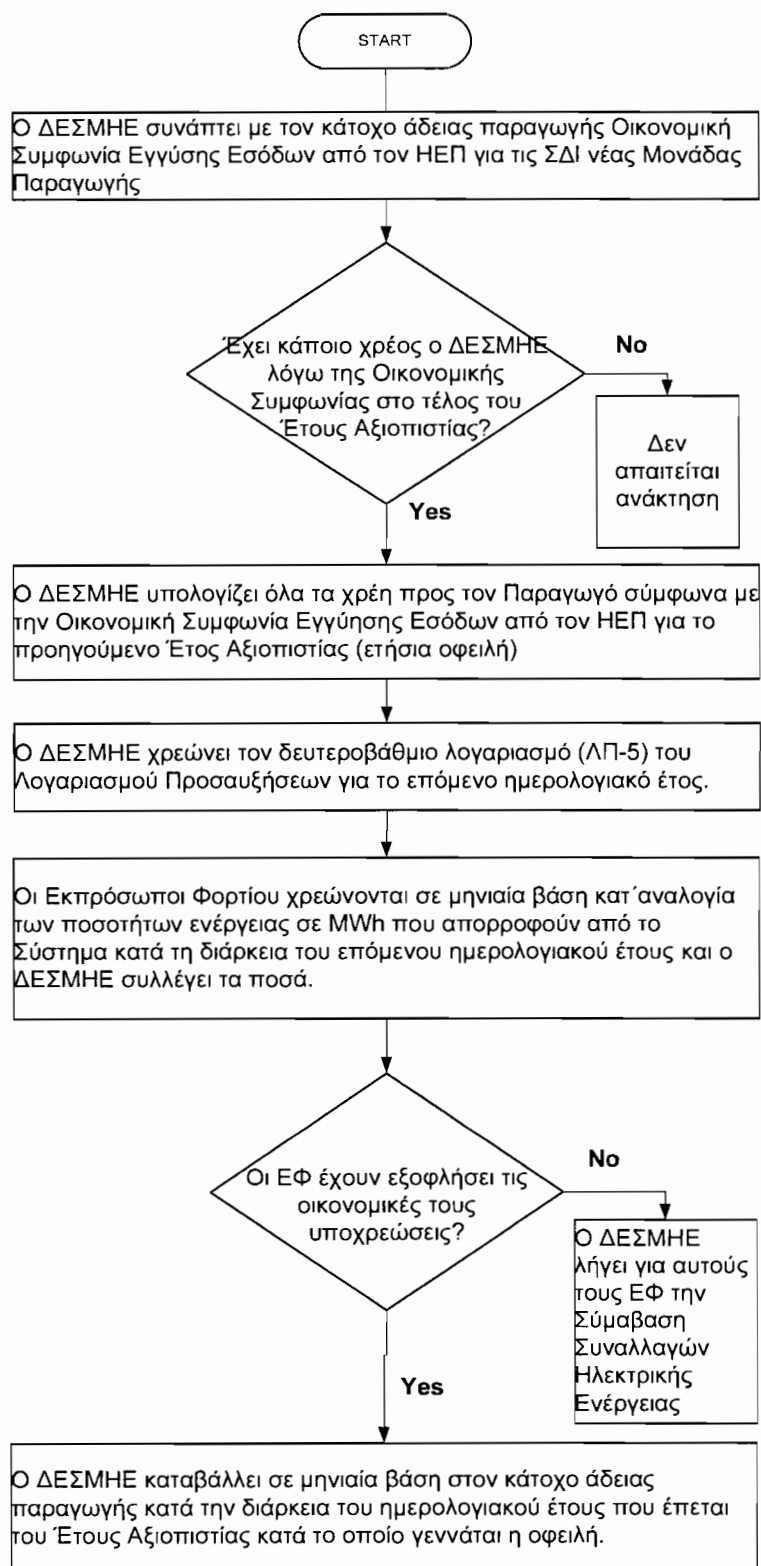 START
Ο ΔΕΣΜΗΕ συνάπτει με τον κάτοχο άδειας παραγωγής Οικονομική
Συμφωνία Εγγύσης Εσόδων από τον ΗΕΠ για τις ΣΔΙ νέας Μονάδας
Παραγωγής
Έχει κάποιο χρέος ο ΔΕΣΜΗΕ
λόγω της Οικονομικής
Συμφωνίας στο τέλος του
Έτους Αξιοπιστίας?
No
Δεν
απαιτείται
ανάκτηση
Yes
Ο ΔΕΣΜΗΕ υπολογίζει όλα τα χρέη προς τον Παραγωγό σύμφωνα με
την Οικονομική Συμφωνία Εγγύησης Εσόδων από τον ΗΕΠ για το
προηγούμενο Έτος Αξιοπιστίας (ετήσια οφειλή)
Ο ΔΕΣΜΗΕ χρεώνει τον δευτεροβάθμιο λογαριασμό (ΛΠ-5) του
Λογαριασμού Προσαυξήσεων για το επόμενο ημερολογιακό έτος.
Οι Εκπρόσωποι Φορτίου χρεώνονται σε μηνιαία βάση κατ΄αναλογία
των ποσοτήτων ενέργειας σε MWh που απορροφούν από το
Σύστημα κατά τη διάρκεια του επόμενου ημερολογιακού έτους και ο
ΔΕΣΜΗΕ συλλέγει τα ποσά.
Οι ΕΦ έχουν εξοφλήσει τις
οικονομικές τους
υποχρεώσεις?
No
Ο ΔΕΣΜΗΕ
λήγει για αυτούς
τους ΕΦ την
Σύμαβαση
Συναλλαγών
Ηλεκτρικής
Ενέργειας
Yes
Ο ΔΕΣΜΗΕ καταβάλλει σε μηνιαία βάση στον κάτοχο άδειας
παραγωγής κατά την διάρκεια του ημερολογιακού έτους που έπεται
του Έτους Αξιοπιστίας κατά το οποίο γεννάται η οφειλή.